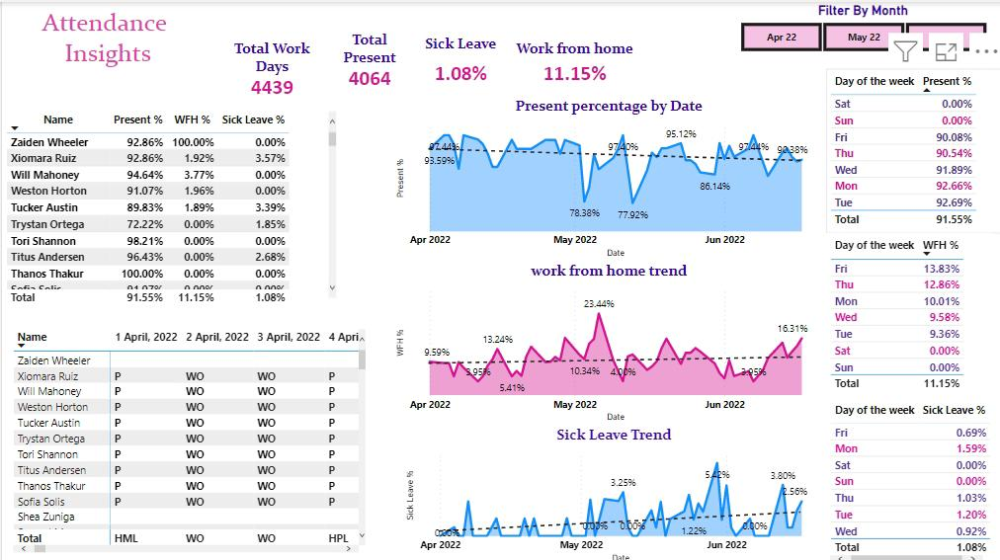 Attendance
Insights
Total Work
Days
4439
Total
Present
4064
Sick Leave
1.08%
Work from home
11.15%
Filter By Month
Apr 22
May 22
Name Present % WFH % Sick Leave %
Zaiden Wheeler 92.86% 100.00% 0.00%
Xiomara Ruiz 92.86% 1.92% 3.57%
Will Mahoney 94.64% 3.77% 0.00%
Weston Horton 91.07% 1.96% 0.00%
Tucker Austin 89.83% 1.89% 3.39%
Trystan Ortega 72.22% 0.00% 1.85%
Tori Shannon 98.21% 0.00% 0.00%
Titus Andersen 96.43% 0.00% 2.68%
Thanos Thakur 100.00% 0.00% 0.00%
Sofia Solis 91.07% 0.00% 0.00%
Total 91.55% 11.15% 1.08%
Name 1 April, 2022 2 April, 2022 3 April, 2022 4 Apri
Zaiden Wheeler
Xiomara Ruiz P WO WO P
Will Mahoney P WO WO P
Weston Horton P WO WO P
Tucker Austin P WO WO P
Trystan Ortega P WO WO P
Tori Shannon P WO WO P
Titus Andersen P WO WO P
Thanos Thakur P WO WO P
Sofia Solis P WO WO P
Shea Zuniga
Total HML WO WO HPL
Present percentage by Date
Present %
97.44%
93.59%
78.38%
97.40%
77.92%
95.12%
86.14%
97.44%
90.38%
Apr 2022 May 2022 Jun 2022
Date
work from home trend
WFH %
9.59%
3.95%
13.24%
5.41%
10.34%
23.44%
4.00%
3.95%
16.31%
Apr 2022 May 2022 Jun 2022
Date
Sick Leave Trend
Sick Leave %
0.00%
0.00%
3.25%
0.00%
1.22%
5.42%
0.00%
3.80%
2.56%
Apr 2022 May 2022 Jun 2022
Date
Day of the week Present %
Sat 0.00%
Sun 0.00%
Fri 90.08%
Thu 90.54%
Wed 91.89%
Mon 92.66%
Tue 92.69%
Total 91.55%
Day of the week WFH %
Fri 13.83%
Thu 12.86%
Mon 10.01%
Wed 9.58%
Tue 9.36%
Sat 0.00%
Sun 0.00%
Total 11.15%
Day of the week Sick Leave %
Fri 0.69%
Mon 1.59%
Sat 0.00%
Sun 0.00%
Thu 1.03%
Tue 1.20%
Wed 0.92%
Total 1.08%